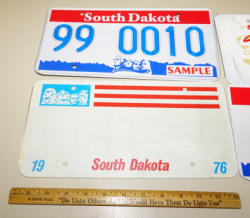 South Dakota
99 0010
SAMPLE
19 76
South Dakota
"Do Unto Others As You Would Have Them Do Unto You"